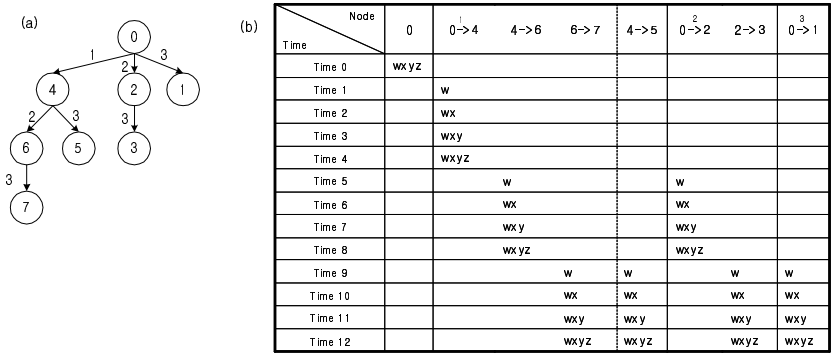 (a)
0
1
2
3
4
2
1
2
3
3
6
5
3
3
7
(b)
Node
Time
0
1
0->4
4->6
6->7
4->5
2
0->2
2->3
3
0->1
Time 0 wxyz
Time 1 w
Time 2 wx
Time 3 wxy
Time 4 wxyz
Time 5 w w
Time 6 wx wx
Time 7 wxy wxy
Time 8 wxyz wxyz
Time 9 w w w w
Time 10 wx wx wx wx
Time 11 wxy wxy wxy wxy
Time 12 wxyz wxyz wxyz wxyz